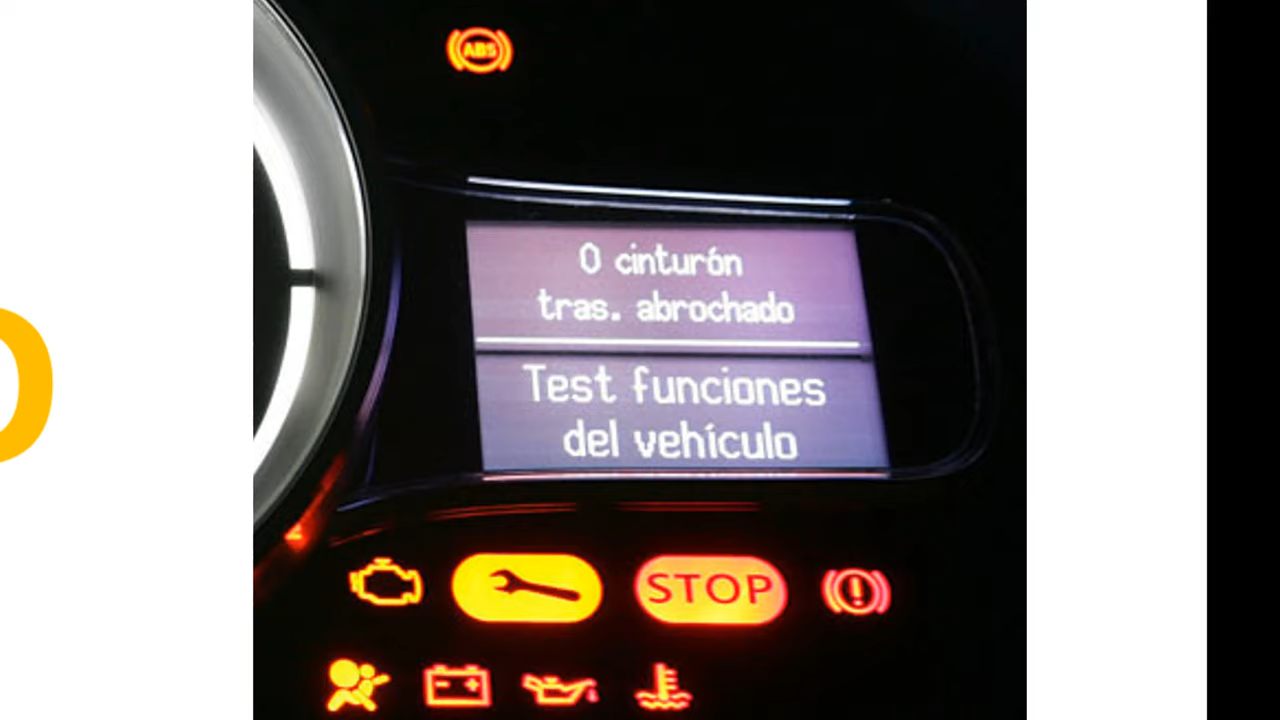 ABS
0 cinturón
tras. abrochado
Test funciones
del vehículo
STOP